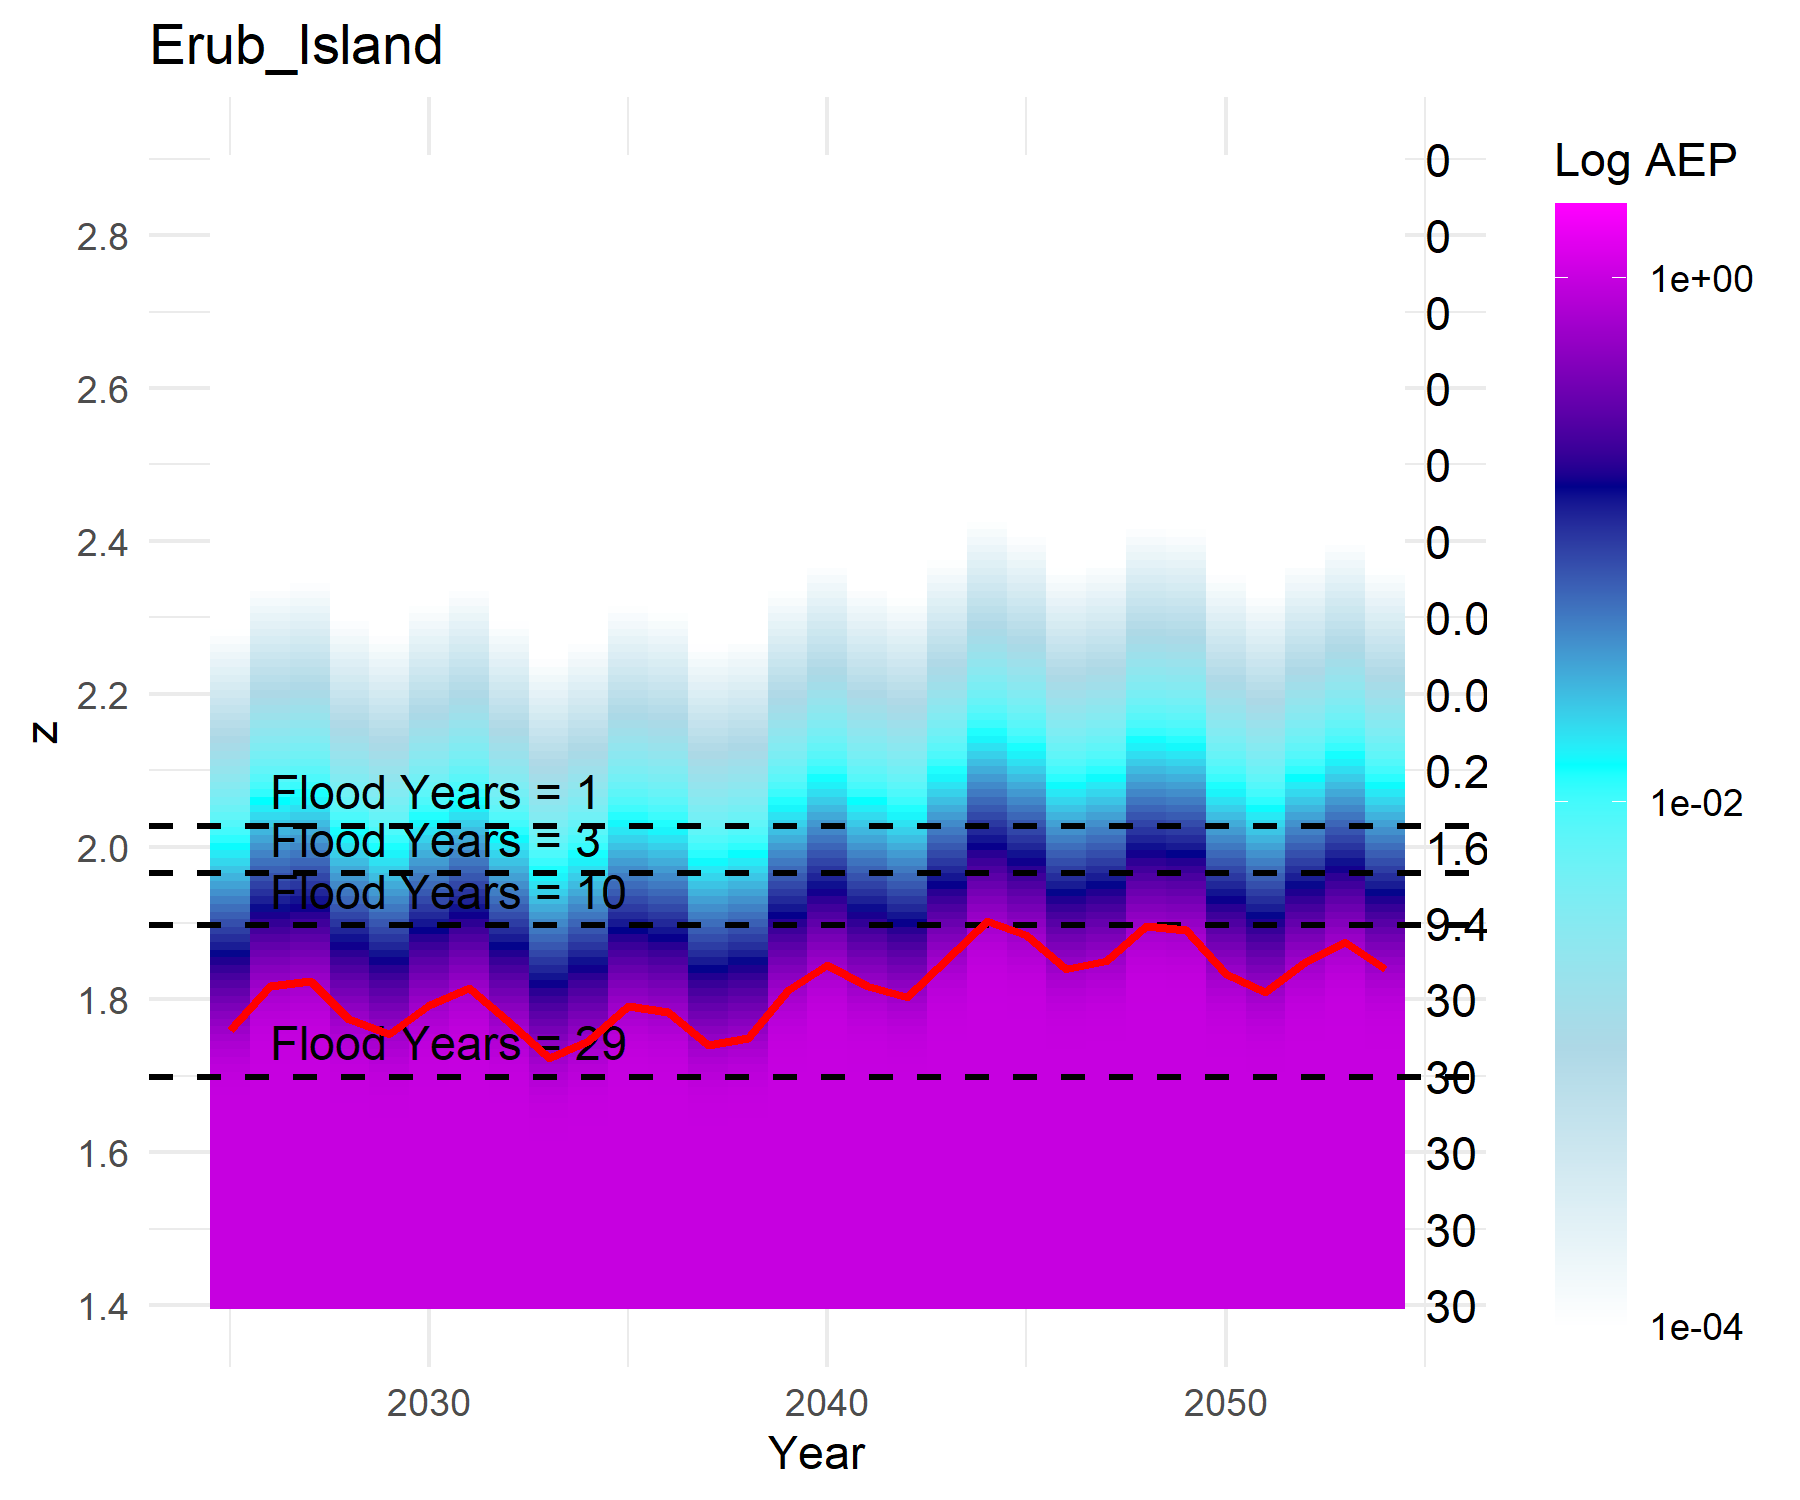 Erub_Island
Log AEP
1e+00
1e-02
1e-04
z
2.8
2.6
2.4
2.2
2.0
1.8
1.6
1.4
0
0
0
0
0
0
0.0
0.0
0.2
1.6
9.4
30
30
30
30
30
Flood Years = 1
Flood Years = 3
Flood Years = 10
Flood Years = 29
2030
2040
2050
Year